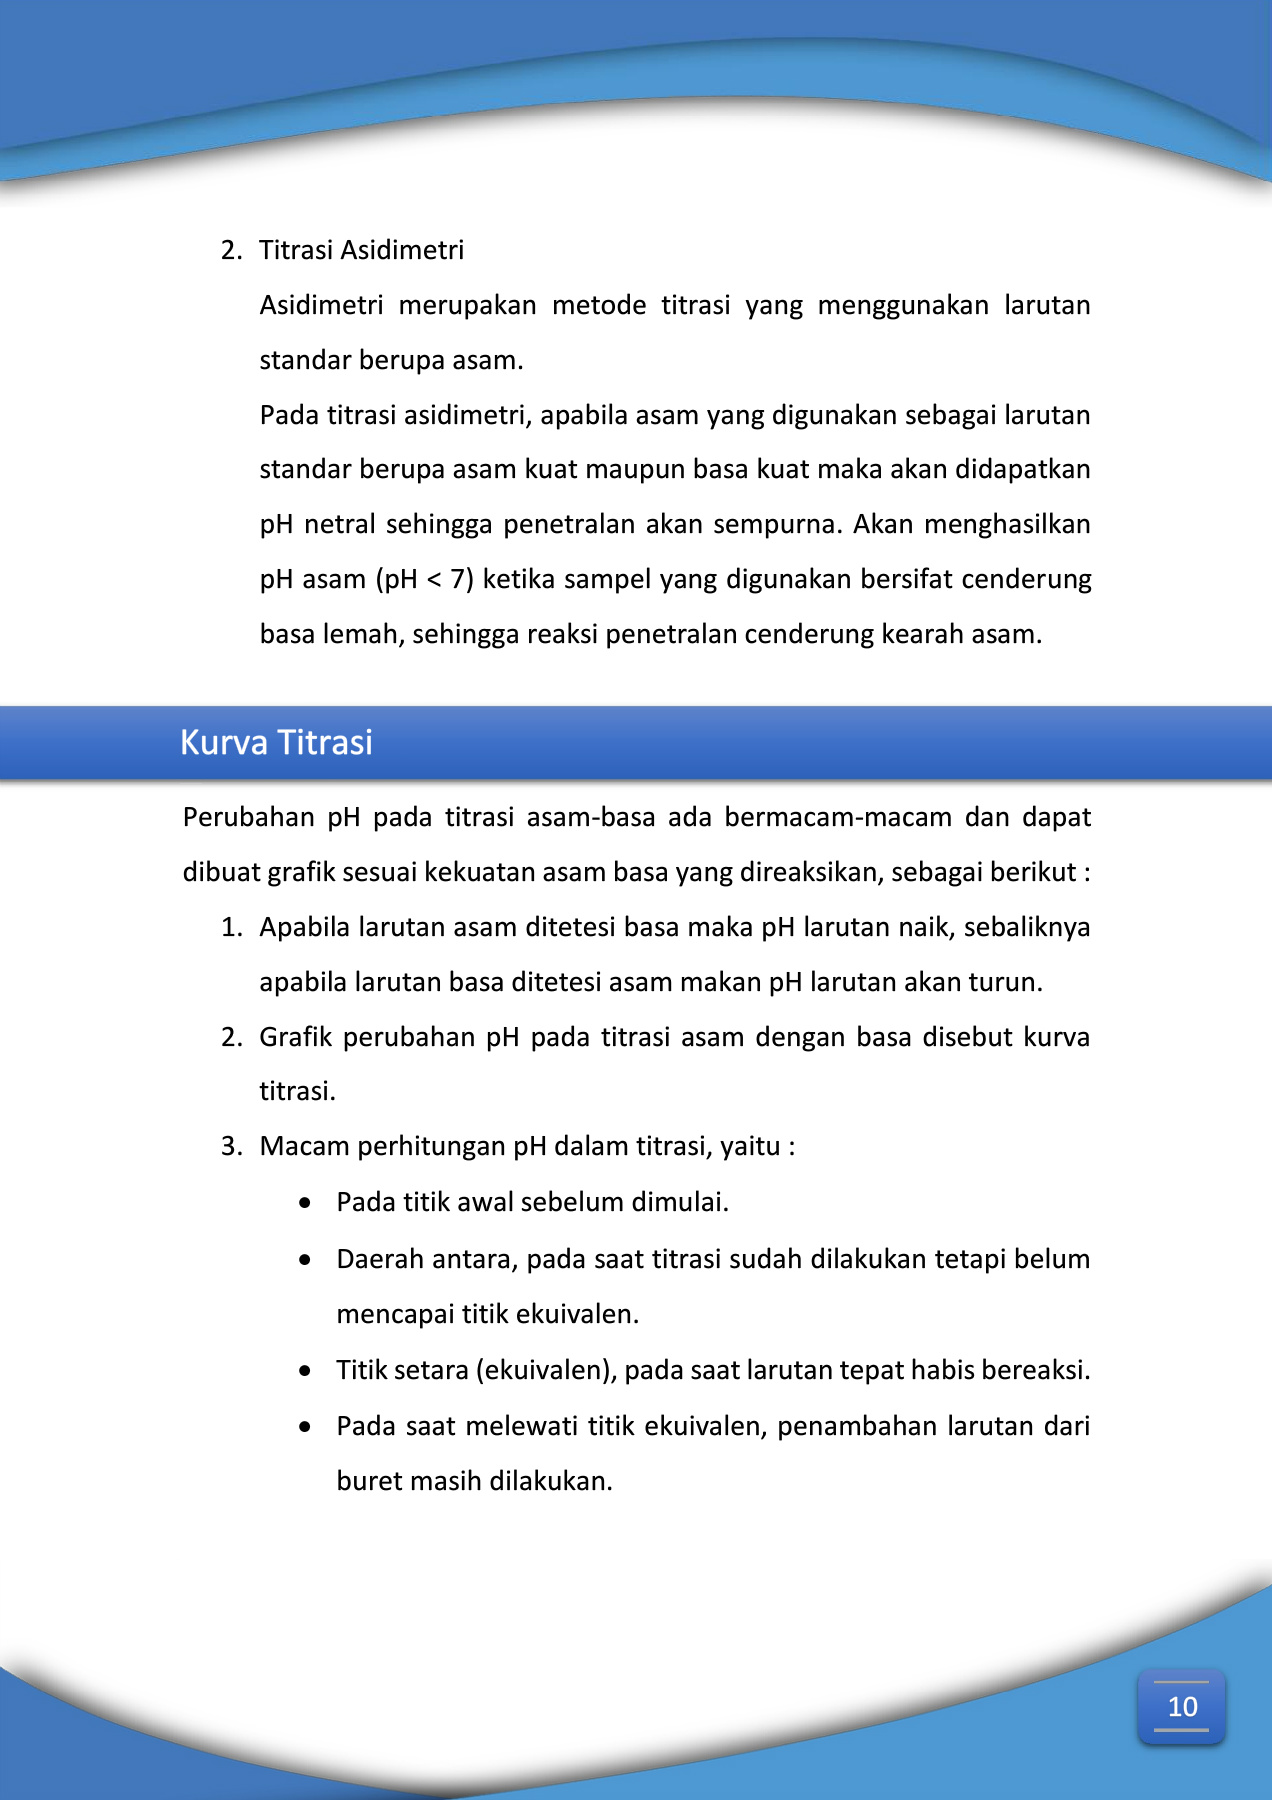 2. Titrasi Asidimetri
Asidimetri merupakan metode titrasi yang menggunakan larutan
standar berupa asam.
Pada titrasi asidimetri, apabila asam yang digunakan sebagai larutan
standar berupa asam kuat maupun basa kuat maka akan didapatkan
pH netral sehingga penetralan akan sempurna. Akan menghasilkan
pH asam (pH < 7) ketika sampel yang digunakan bersifat cenderung
basa lemah, sehingga reaksi penetralan cenderung kearah asam.
Kurva Titrasi
Perubahan pH pada titrasi asam-basa ada bermacam-macam dan dapat
dibuat grafik sesuai kekuatan asam basa yang direaksikan, sebagai berikut :
1. Apabila larutan asam ditetesi basa maka pH larutan naik, sebaliknya
apabila larutan basa ditetesi asam makan pH larutan akan turun.
2. Grafik perubahan pH pada titrasi asam dengan basa disebut kurva
titrasi.
3. Macam perhitungan pH dalam titrasi, yaitu :
• Pada titik awal sebelum dimulai.
• Daerah antara, pada saat titrasi sudah dilakukan tetapi belum
mencapai titik ekuivalen.
• Titik setara (ekuivalen), pada saat larutan tepat habis bereaksi.
• Pada saat melewati titik ekuivalen, penambahan larutan dari
buret masih dilakukan.
10